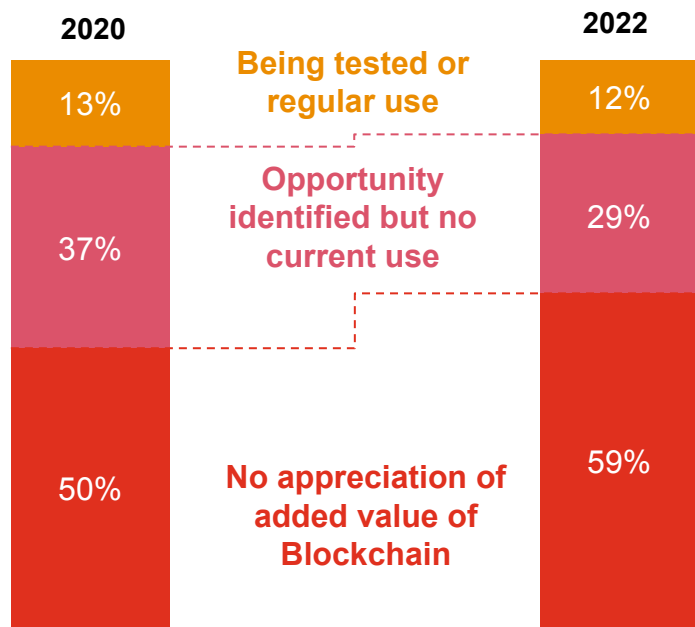 2020
2022
Being tested or
regular use
13%
12%
Opportunity
identified but no
current use
37%
29%
No appreciation of
added value of
Blockchain
50%
59%